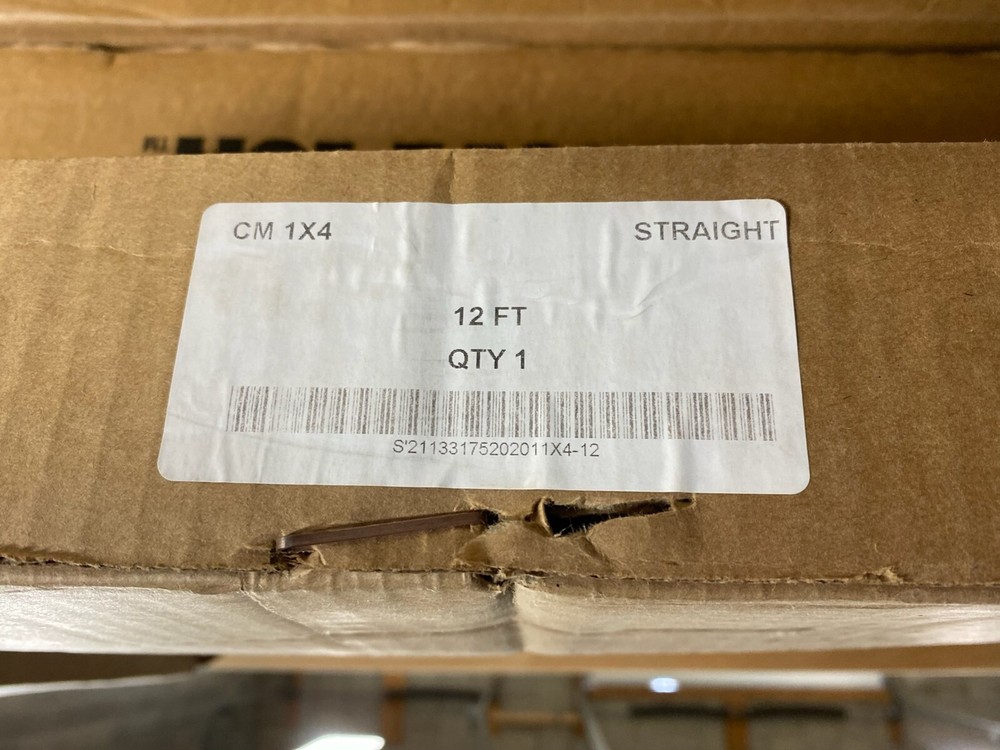 CM 1X4 STRAIGHT
12 FT
QTY 1
S'21133175202011X4-12